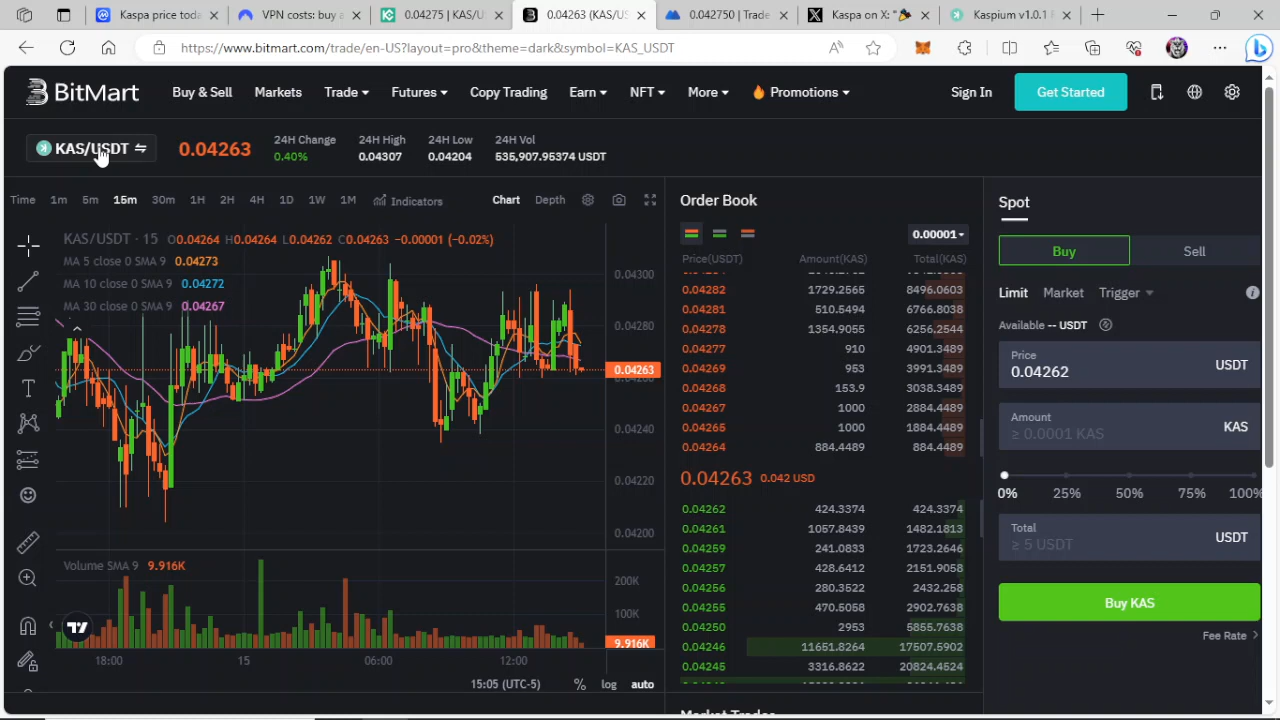 Kaspa price toda
VPN costs: buy a
0.04275 | KAS/U
0.04263 (KAS/US
0.042750 | Trade
Kaspa on X: "🎉
Kaspium v1.0.1 F
https://www.bitmart.com/trade/en-US?layout=pro&theme=dark&symbol=KAS_USDT
BitMart
Buy & Sell
Markets
Trade
Futures
Copy Trading
Earn
NFT
More
Promotions
Sign In
Get Started
KAS/USDT
0.04263
24H Change
0.40%
24H High
0.04307
24H Low
0.04204
24H Vol
535,907.95374 USDT
Time 1m 5m 15m 30m 1H 2H 4H 1D 1W 1M Indicators Chart Depth
KAS/USDT · 15 O0.04264 H0.04264 L0.04262 C0.04263 −0.00001 (−0.02%)
MA 5 close 0 SMA 9 0.04273
MA 10 close 0 SMA 9 0.04272
MA 30 close 0 SMA 9 0.04267
0.04300
0.04280
0.04263
0.04240
0.04220
0.04200
Volume SMA 9 9.916K
200K
100K
9.916K
18:00 15 06:00 12:00
15:05 (UTC-5) % log auto
Order Book
0.00001
Price(USDT) Amount(KAS) Total(KAS)
0.04282 1729.2565 8496.0603
0.04281 510.5494 6766.8038
0.04278 1354.9055 6256.2544
0.04277 910 4901.3489
0.04269 953 3991.3489
0.04268 153.9 3038.3489
0.04267 1000 2884.4489
0.04265 1000 1884.4489
0.04264 884.4489 884.4489
0.04263 0.042 USD
0.04262 424.3374 424.3374
0.04261 1057.8439 1482.1813
0.04259 241.0833 1723.2646
0.04257 428.6412 2151.9058
0.04256 280.3522 2432.258
0.04255 470.5058 2902.7638
0.04250 2953 5855.7638
0.04246 11651.8264 17507.5902
0.04245 3316.8622 20824.4524
Spot
Buy
Sell
Limit Market Trigger
Available -- USDT
Price
0.04262 USDT
Amount
≥ 0.0001 KAS KAS
0% 25% 50% 75% 100%
Total
≥ 5 USDT USDT
Buy KAS
Fee Rate